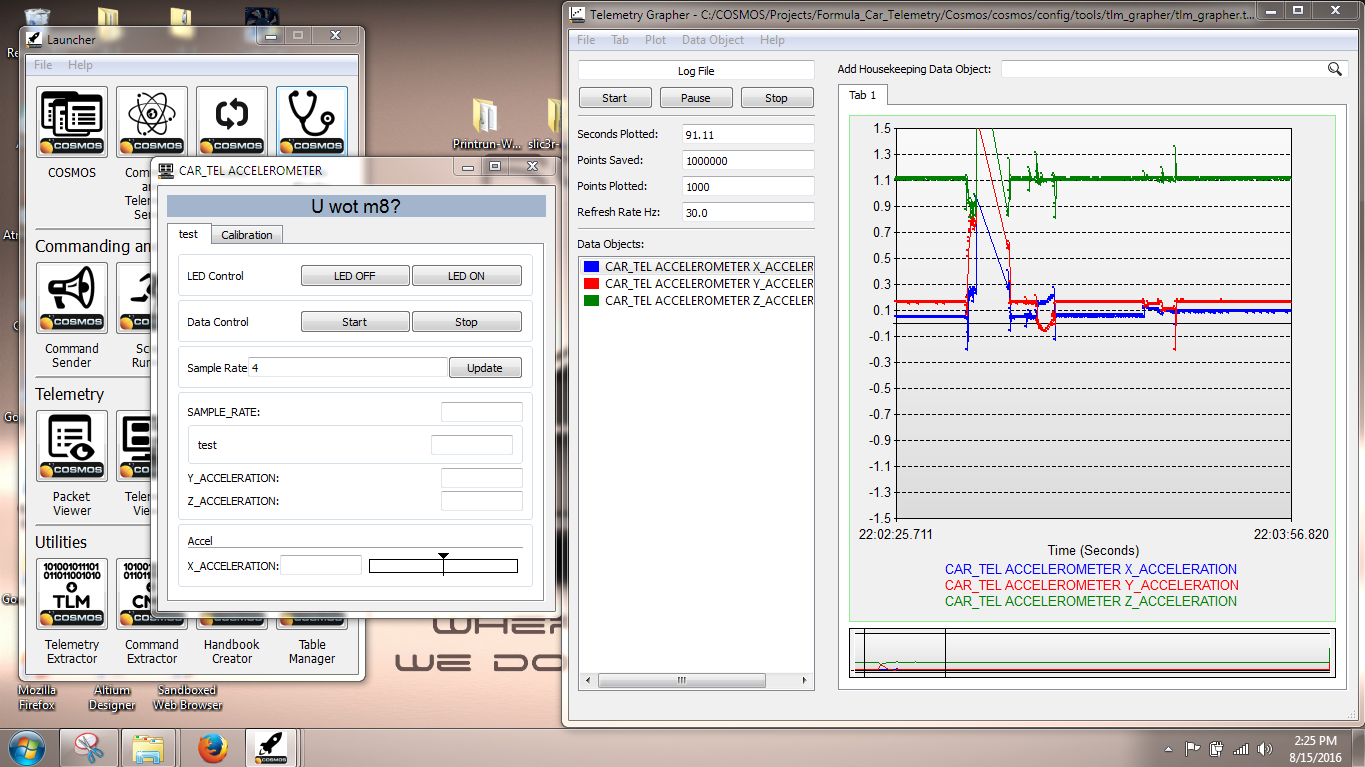 Launcher
File Help
COSMOS
COSMOS
COSMOS
COSMOS
COSMOS
Commanding an
COSMOS
Command
Sender
Telemetry
COSMOS
COSMOS
Packet
Viewer
Utilities
101001011101
011001001010
TLM
COSMOS
COSMOS
COSMOS
Telemetry
Extractor
Command
Extractor
Handbook
Creator
Table
Manager
Mozilla
Firefox
Altium
Designer
Sandboxed
Web Browser
Printrun-W...
slic3r-
WE DO
CAR_TEL ACCELEROMETER
U wot m8?
test
Calibration
LED Control
LED OFF
LED ON
Data Control
Start
Stop
Sample Rate
4
Update
SAMPLE_RATE:
test
Y_ACCELERATION:
Z_ACCELERATION:
Accel
X_ACCELERATION:
Telemetry Grapher - C:/COSMOS/Projects/Formula_Car_Telemetry/Cosmos/cosmos/config/tools/tlm_grapher/tlm_grapher.t...
File Tab Plot Data Object Help
Log File
Start
Pause
Stop
Seconds Plotted:
91.11
Points Saved:
1000000
Points Plotted:
1000
Refresh Rate Hz:
30.0
Data Objects:
CAR_TEL ACCELEROMETER X_ACCELER
CAR_TEL ACCELEROMETER Y_ACCELER
CAR_TEL ACCELEROMETER Z_ACCELER
Add Housekeeping Data Object:
Tab 1
1.5
1.3
1.1
0.9
0.7
0.5
0.3
0.1
-0.1
-0.3
-0.5
-0.7
-0.9
-1.1
-1.3
-1.5
22:02:25.711
22:03:56.820
Time (Seconds)
CAR_TEL ACCELEROMETER X_ACCELERATION
CAR_TEL ACCELEROMETER Y_ACCELERATION
CAR_TEL ACCELEROMETER Z_ACCELERATION
2:25 PM
8/15/2016
COSMOS